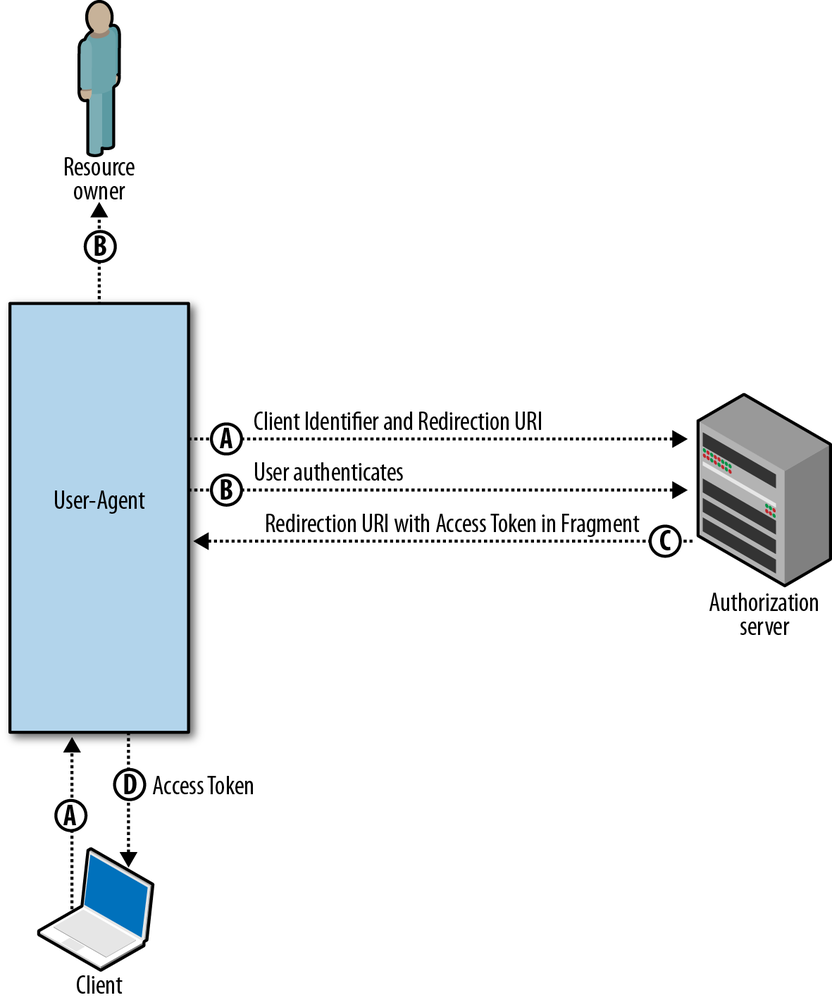 Resource
owner
B
A
Client Identifier and Redirection URI
B
User authenticates
User-Agent
Redirection URI with Access Token in Fragment
C
Authorization
server
D
Access Token
A
Client